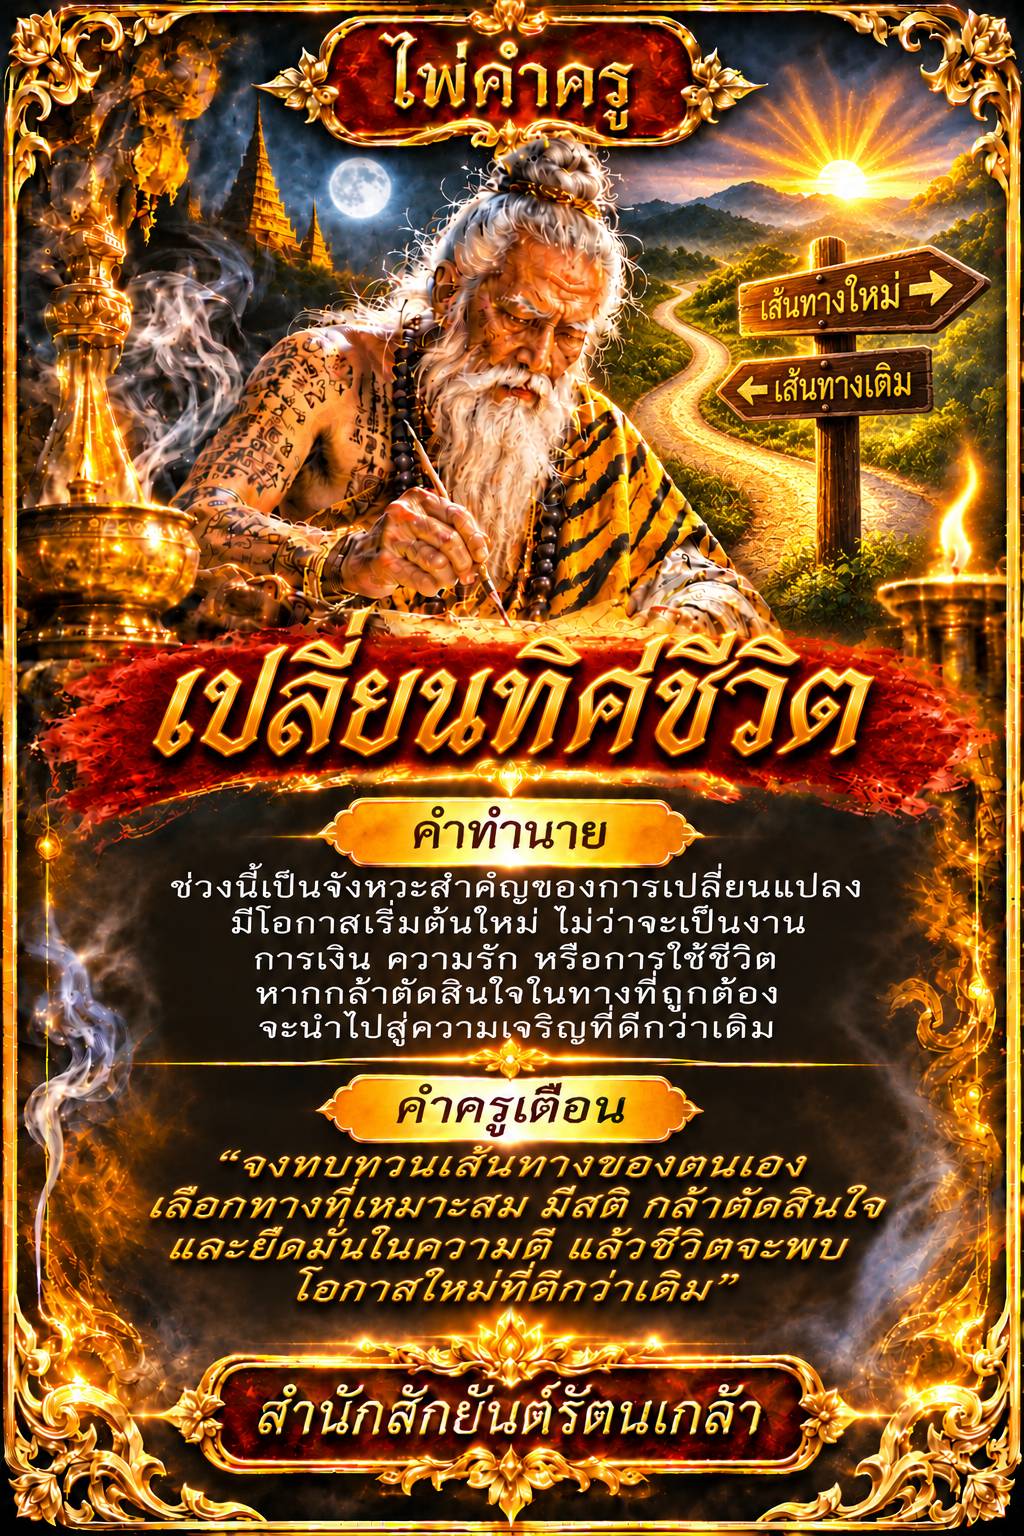 ไพ่คำครู
เส้นทางใหม่
เส้นทางเดิม
เปลี่ยนทิศชีวิต
คำทำนาย
ช่วงนี้เป็นจังหวะสำคัญของการเปลี่ยนแปลง
มีโอกาสเริ่มต้นใหม่ ไม่ว่าจะเป็นงาน
การเงิน ความรัก หรือการใช้ชีวิต
หากกล้าตัดสินใจในทางที่ถูกต้อง
จะนำไปสู่ความเจริญที่ดีกว่าเดิม
คำครูเตือน
“จงทบทวนเส้นทางของตนเอง
เลือกทางที่เหมาะสม มีสติ กล้าตัดสินใจ
และยึดมั่นในความดี แล้วชีวิตจะพบ
โอกาสใหม่ที่ดีกว่าเดิม”
สำนักสักยันต์รัตนเกล้า